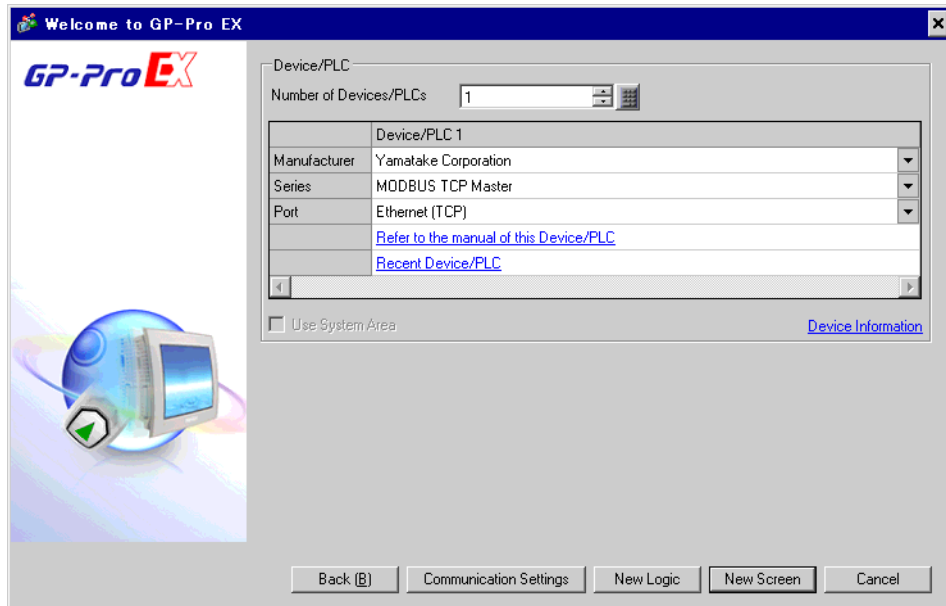 Welcome to GP-Pro EX
GP-Pro EX
Device/PLC
Number of Devices/PLCs 1
Device/PLC 1
Manufacturer Yamatake Corporation
Series MODBUS TCP Master
Port Ethernet (TCP)
Refer to the manual of this Device/PLC
Recent Device/PLC
Use System Area Device Information
Back (B) Communication Settings New Logic New Screen Cancel